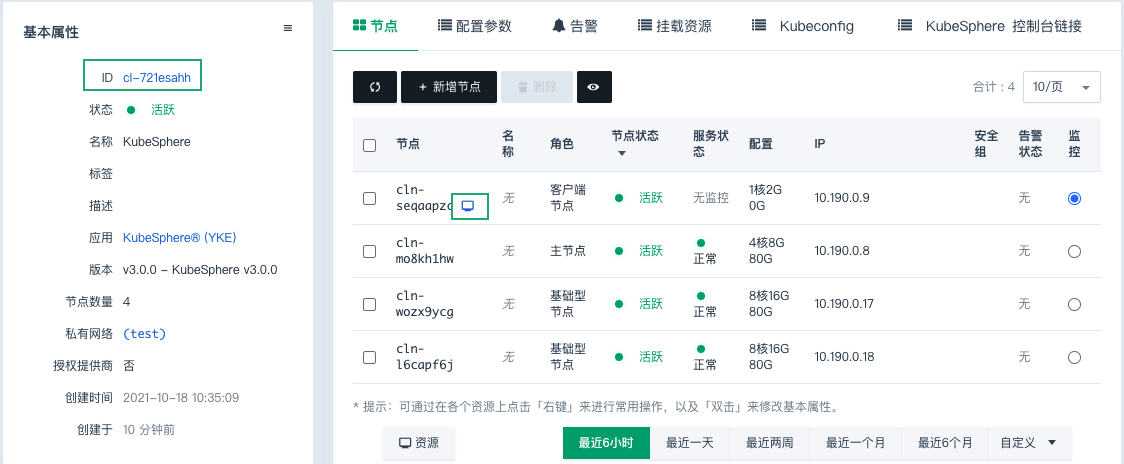 基本属性
ID cl-721esahh
状态 活跃
名称 KubeSphere
标签
描述
应用 KubeSphere® (YKE)
版本 v3.0.0 - KubeSphere v3.0.0
节点数量 4
私有网络 (test)
授权提供商 否
创建时间 2021-10-18 10:35:09
创建于 10 分钟前
节点 配置参数 告警 挂载资源 Kubeconfig KubeSphere 控制台链接
+ 新增节点 删除 合计 : 4 10/页
节点 名称 角色 节点状态 服务状态 配置 IP 安全组 告警状态 监控
cln- 无 客户端节点 活跃 无监控 1核2G 0G 10.190.0.9 无
cln-mo8kh1hw 无 主节点 活跃 正常 4核8G 80G 10.190.0.8 无
cln-wozx9ycg 无 基础型节点 活跃 正常 8核16G 80G 10.190.0.17 无
cln-l6capf6j 无 基础型节点 活跃 正常 8核16G 80G 10.190.0.18 无
* 提示：可通过在各个资源上点击「右键」来进行常用操作，以及「双击」来修改基本属性。
资源 最近6小时 最近一天 最近两周 最近一个月 最近6个月 自定义